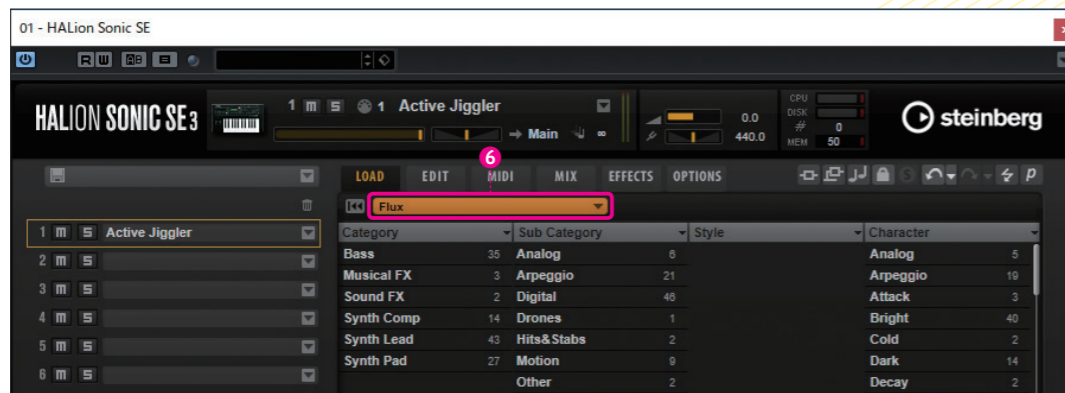 01 - HALion Sonic SE
R W AB E
HALION SONIC SE3
1 m S 1 Active Jiggler
Main
0.0
440.0
CPU
DISK
# 0
MEM 50
steinberg
6
LOAD EDIT MIDI MIX EFFECTS OPTIONS
Flux
1 m S Active Jiggler
2 m S
3 m S
4 m S
5 m S
6 m S
Category Sub Category Style Character
Bass 35 Analog 6 Analog 5
Musical FX 3 Arpeggio 21 Arpeggio 19
Sound FX 2 Digital 46 Attack 3
Synth Comp 14 Drones 1 Bright 40
Synth Lead 43 Hits&Stabs 2 Cold 2
Synth Pad 27 Motion 9 Dark 14
Other 2 Decay 2